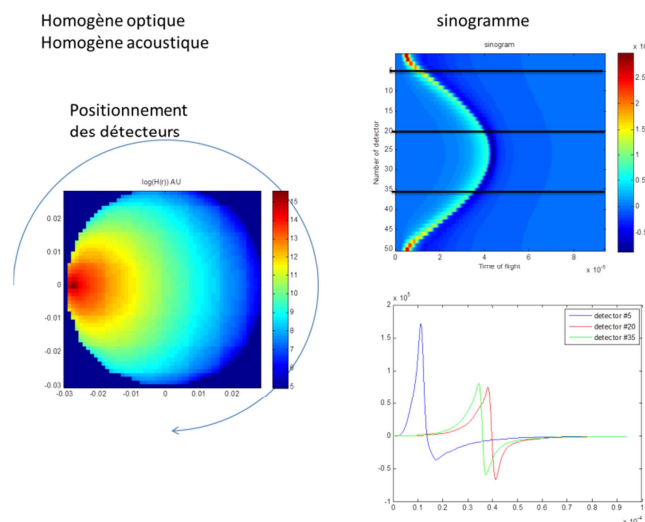 Homogène optique
Homogène acoustique
Positionnement
des détecteurs
log(H(r)) AU
0.02
0.01
0
-0.01
-0.02
-0.03
-0.03 -0.02 -0.01 0 0.01 0.02
15
14
13
12
11
10
9
8
7
6
5
sinogramme
sinogram
Number of detector
5
10
15
20
25
30
35
40
45
50
0 2 4 6 8
Time of flight
2.5
2
1.5
1
0.5
0
-0.5
x 10^5
2
1.5
1
0.5
0
-0.5
-1
detector #5
detector #20
detector #35
0 0.1 0.2 0.3 0.4 0.5 0.6 0.7 0.8 0.9 1
x 10^-4